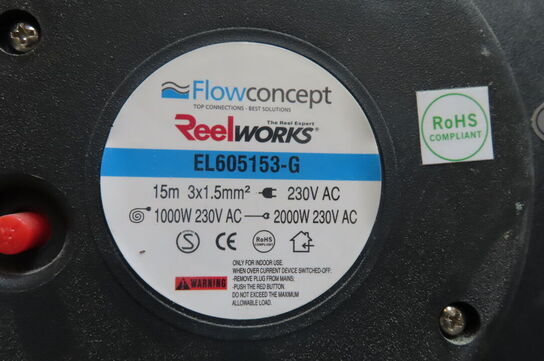 Flowconcept
TOP CONNECTIONS - BEST SOLUTIONS
The Reel Expert
ReelWORKS®
EL605153-G
15m 3x1.5mm² 230V AC
1000W 230V AC 2000W 230V AC
S CE RoHS COMPLIANT
ONLY FOR INDOOR USE.
WHEN OVER CURRENT DEVICE SWITCHED-OFF:
-REMOVE PLUG FROM MAINS;
WARNING -PUSH THE RED BUTTON.
DO NOT EXCEED THE MAXIMUM
ALLOWABLE LOAD.
RoHS
COMPLIANT